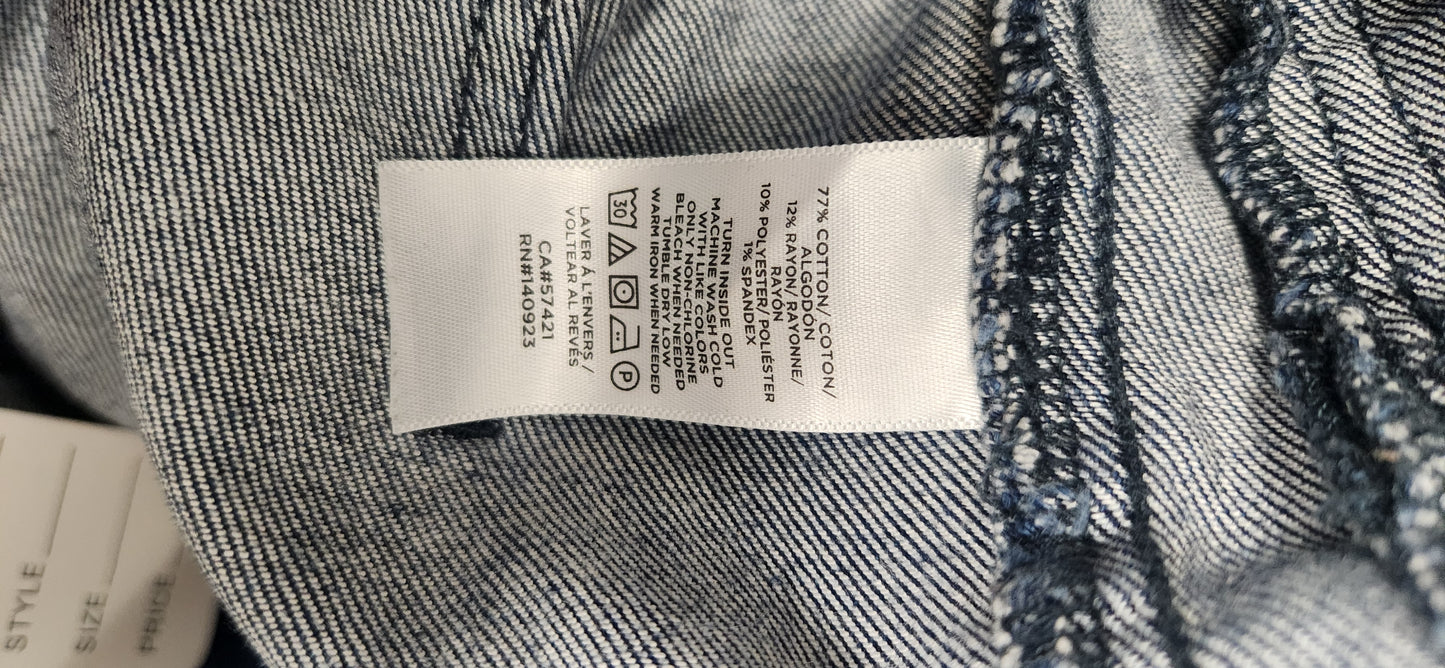 77% COTTON/ COTON /
ALGODÓN
12% RAYON/ RAYONNE/
RAYÓN
10% POLYESTER/ POLIÉSTER
1% SPANDEX
TURN INSIDE OUT
MACHINE WASH COLD
WITH LIKE COLORS
ONLY NON-CHLORINE
BLEACH WHEN NEEDED
TUMBLE DRY LOW
WARM IRON WHEN NEEDED
30
P
LAVER Á L'ENVERS /
VOLTEAR AL REVÉS/
CA#57421
RN#140923
STYLE
SIZE
PRICE